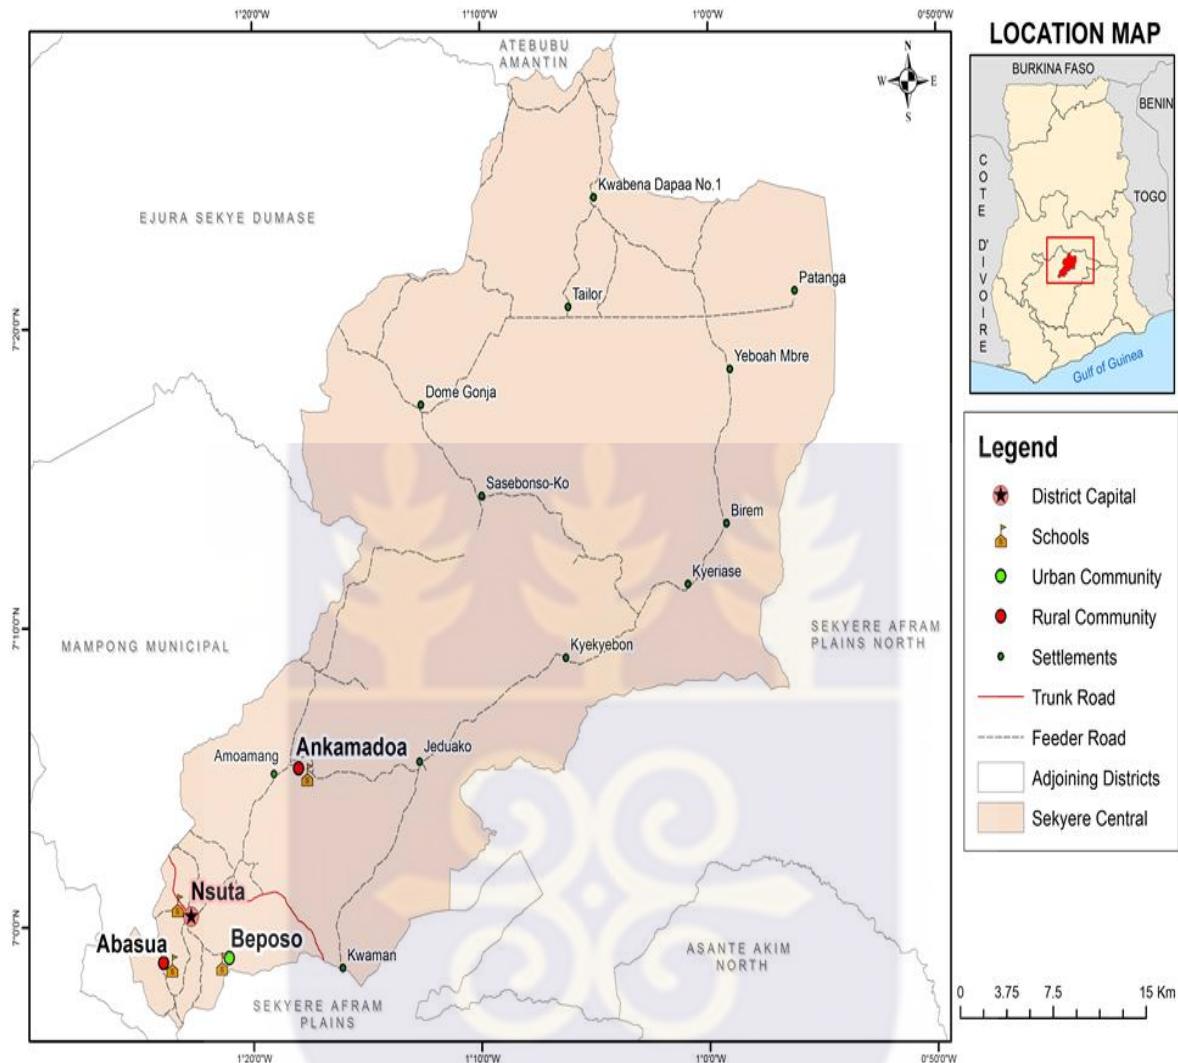 1°20'0"W 1°10'0"W 1°0'0"W 0°50'0"W
ATEBUBU
AMANTIN
N
W E
S
Kwabena Dapaa No.1
EJURA SEKYE DUMASE
Patanga
Tailor
7°20'0"N
Yeboah Mbre
Dome Gonja
Sasebonso-Ko
Birem
Kyeriase
7°10'0"N
SEKYERE AFRAM
PLAINS NORTH
MAMPONG MUNICIPAL
Kyekyebon
Ankamadoa
Jeduako
Amoamang
Nsuta
7°0'0"N
Abasua
Beposo
Kwaman
ASANTE AKIM
NORTH
SEKYERE AFRAM
PLAINS
1°20'0"W 1°10'0"W 1°0'0"W 0°50'0"W
LOCATION MAP
BURKINA FASO
BENIN
COTE D'IVOIRE
TOGO
Gulf of Guinea
Legend
District Capital
Schools
Urban Community
Rural Community
Settlements
Trunk Road
Feeder Road
Adjoining Districts
Sekyere Central
0 3.75 7.5 15 Km